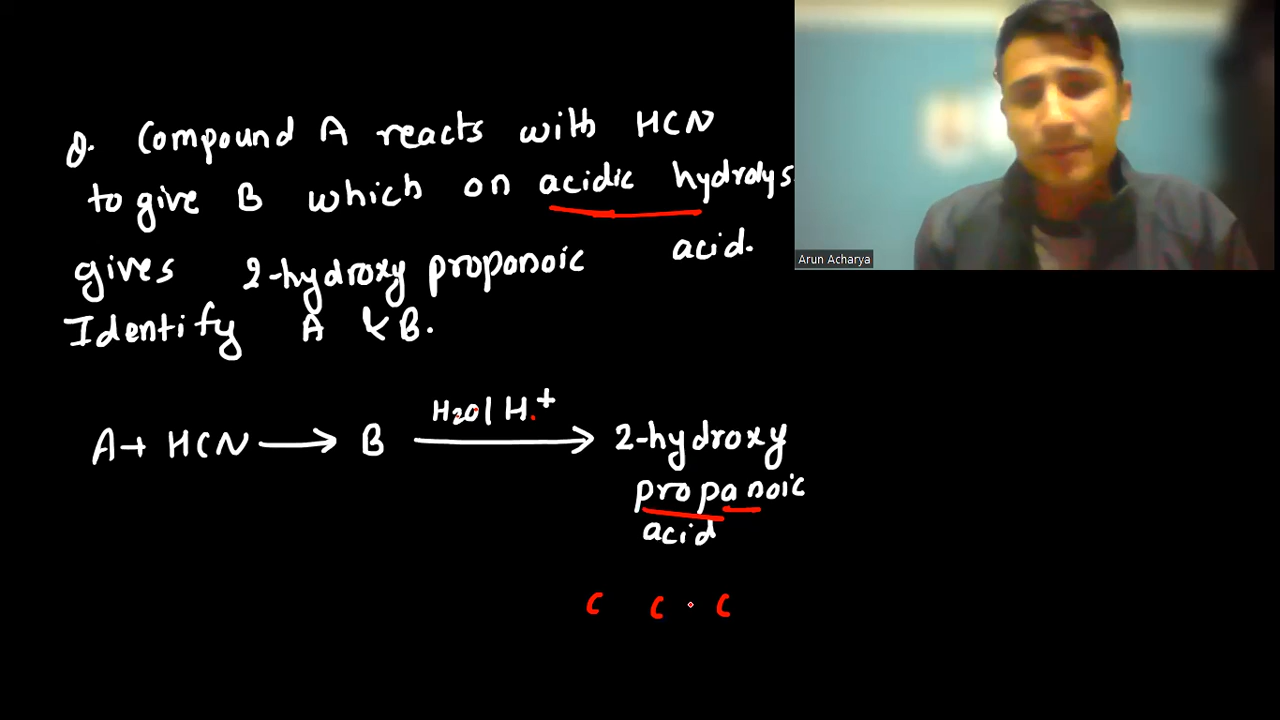 Q. Compound A reacts with HCN
to give B which on acidic hydrolys
gives 2-hydroxy propanoic acid.
Identify A & B.
Arun Acharya
A + HCN → B H2O/H.+ → 2-hydroxy
propanoic
acid
C C C